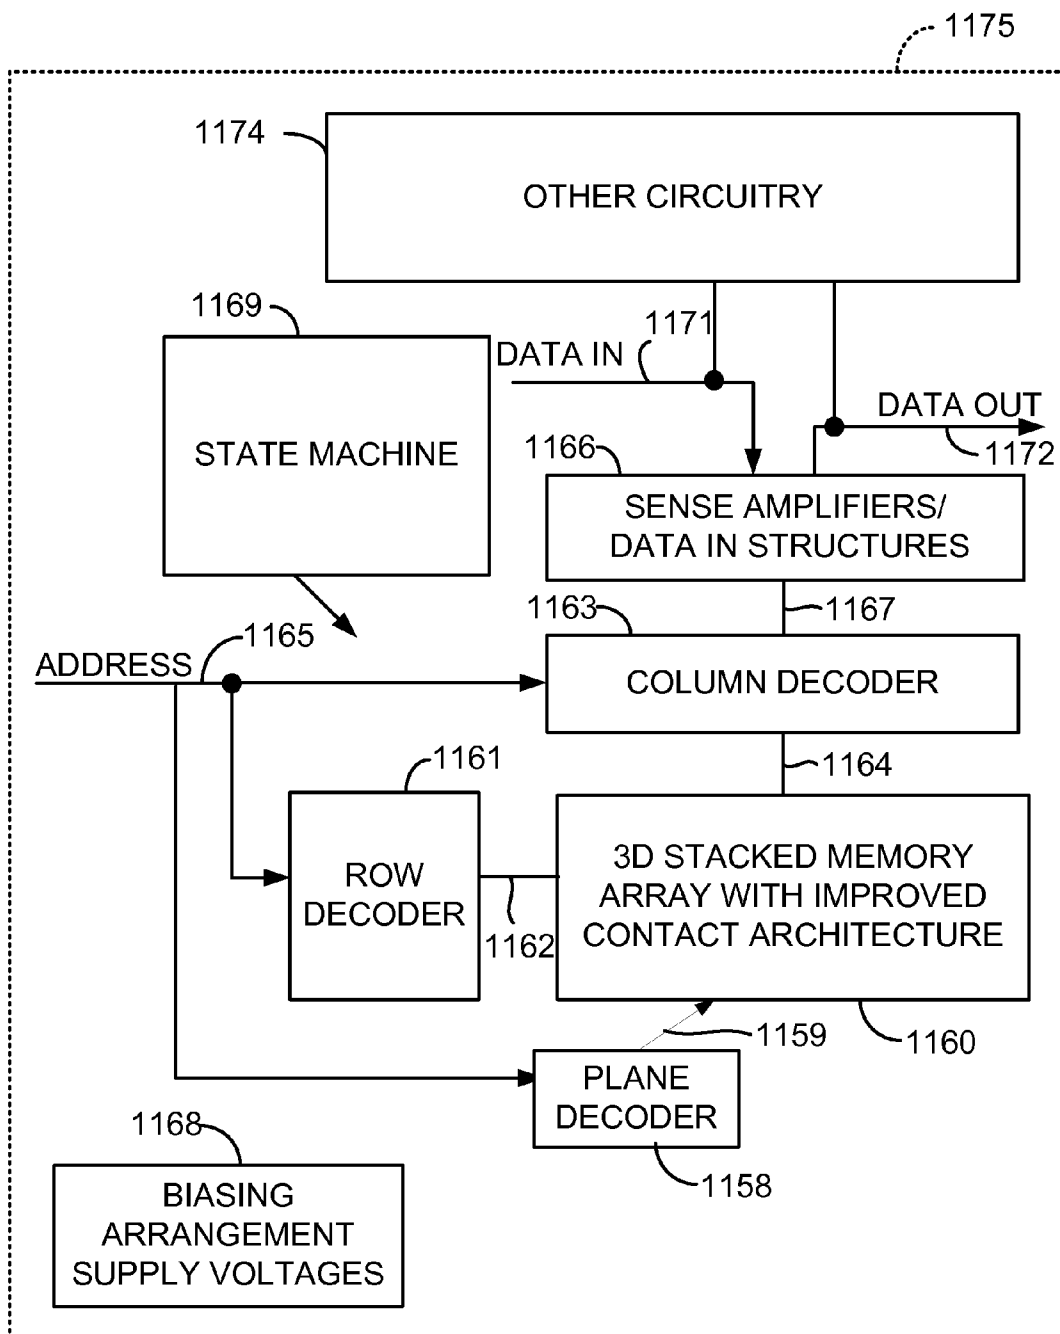 1175
1174
OTHER CIRCUITRY
1169
1171
DATA IN
DATA OUT
STATE MACHINE
1166
1172
SENSE AMPLIFIERS/
DATA IN STRUCTURES
1163
1167
1165
ADDRESS
COLUMN DECODER
1161
1164
ROW
DECODER
3D STACKED MEMORY
ARRAY WITH IMPROVED
CONTACT ARCHITECTURE
1162
1159
1160
PLANE
DECODER
1168
1158
BIASING
ARRANGEMENT
SUPPLY VOLTAGES